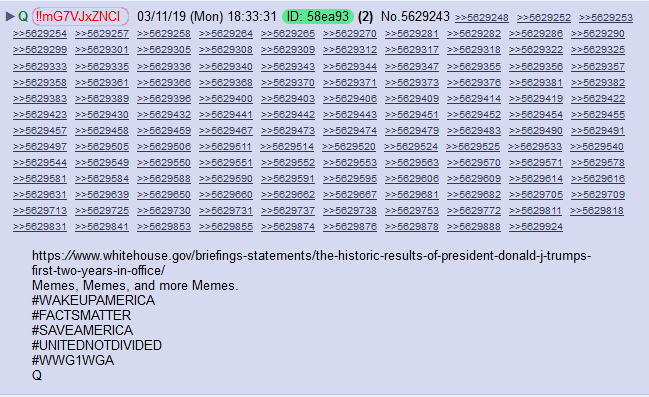 ▶ Q !!mG7VJxZNCI 03/11/19 (Mon) 18:33:31 ID: 58ea93 (2) No.5629243 >>5629248 >>5629252 >>5629253
>>5629254 >>5629257 >>5629258 >>5629264 >>5629265 >>5629270 >>5629281 >>5629282 >>5629286 >>5629290
>>5629299 >>5629301 >>5629305 >>5629308 >>5629309 >>5629312 >>5629317 >>5629318 >>5629322 >>5629325
>>5629333 >>5629335 >>5629336 >>5629340 >>5629343 >>5629344 >>5629347 >>5629355 >>5629356 >>5629357
>>5629358 >>5629361 >>5629366 >>5629368 >>5629370 >>5629371 >>5629373 >>5629376 >>5629381 >>5629382
>>5629383 >>5629389 >>5629396 >>5629400 >>5629403 >>5629406 >>5629409 >>5629414 >>5629419 >>5629422
>>5629423 >>5629430 >>5629432 >>5629441 >>5629442 >>5629443 >>5629451 >>5629452 >>5629454 >>5629455
>>5629457 >>5629458 >>5629459 >>5629467 >>5629473 >>5629474 >>5629479 >>5629483 >>5629490 >>5629491
>>5629497 >>5629505 >>5629506 >>5629511 >>5629514 >>5629520 >>5629524 >>5629525 >>5629533 >>5629540
>>5629544 >>5629549 >>5629550 >>5629551 >>5629552 >>5629553 >>5629563 >>5629570 >>5629571 >>5629578
>>5629581 >>5629584 >>5629588 >>5629590 >>5629591 >>5629595 >>5629606 >>5629609 >>5629614 >>5629616
>>5629631 >>5629639 >>5629650 >>5629660 >>5629662 >>5629667 >>5629681 >>5629682 >>5629705 >>5629709
>>5629713 >>5629725 >>5629730 >>5629731 >>5629737 >>5629738 >>5629753 >>5629772 >>5629811 >>5629818
>>5629831 >>5629841 >>5629853 >>5629855 >>5629874 >>5629876 >>5629878 >>5629888 >>5629924
https://www.whitehouse.gov/briefings-statements/the-historic-results-of-president-donald-j-trumps-
first-two-years-in-office/
Memes, Memes, and more Memes.
#WAKEUPAMERICA
#FACTSMATTER
#SAVEAMERICA
#UNITEDNOTDIVIDED
#WWG1WGA
Q